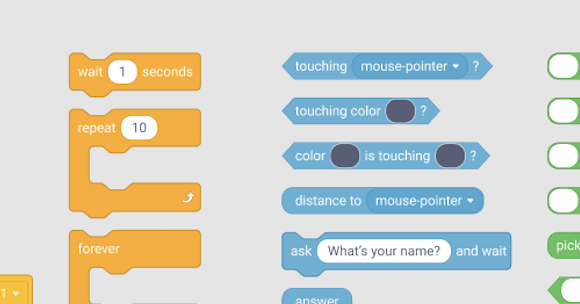 wait 1 seconds
repeat 10
forever
1
touching mouse-pointer ?
touching color ?
color is touching ?
distance to mouse-pointer
ask What's your name? and wait
answer
pick